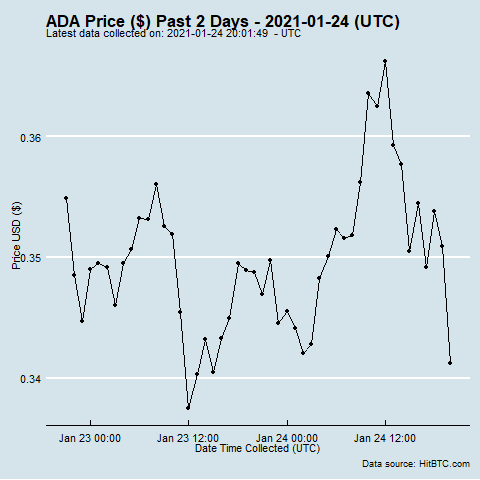 ADA Price ($) Past 2 Days - 2021-01-24 (UTC)
Latest data collected on: 2021-01-24 20:01:49 - UTC
0.36
Price USD ($)
0.35
0.34
Jan 23 00:00 Jan 23 12:00 Jan 24 00:00 Jan 24 12:00
Date Time Collected (UTC)
Data source: HitBTC.com